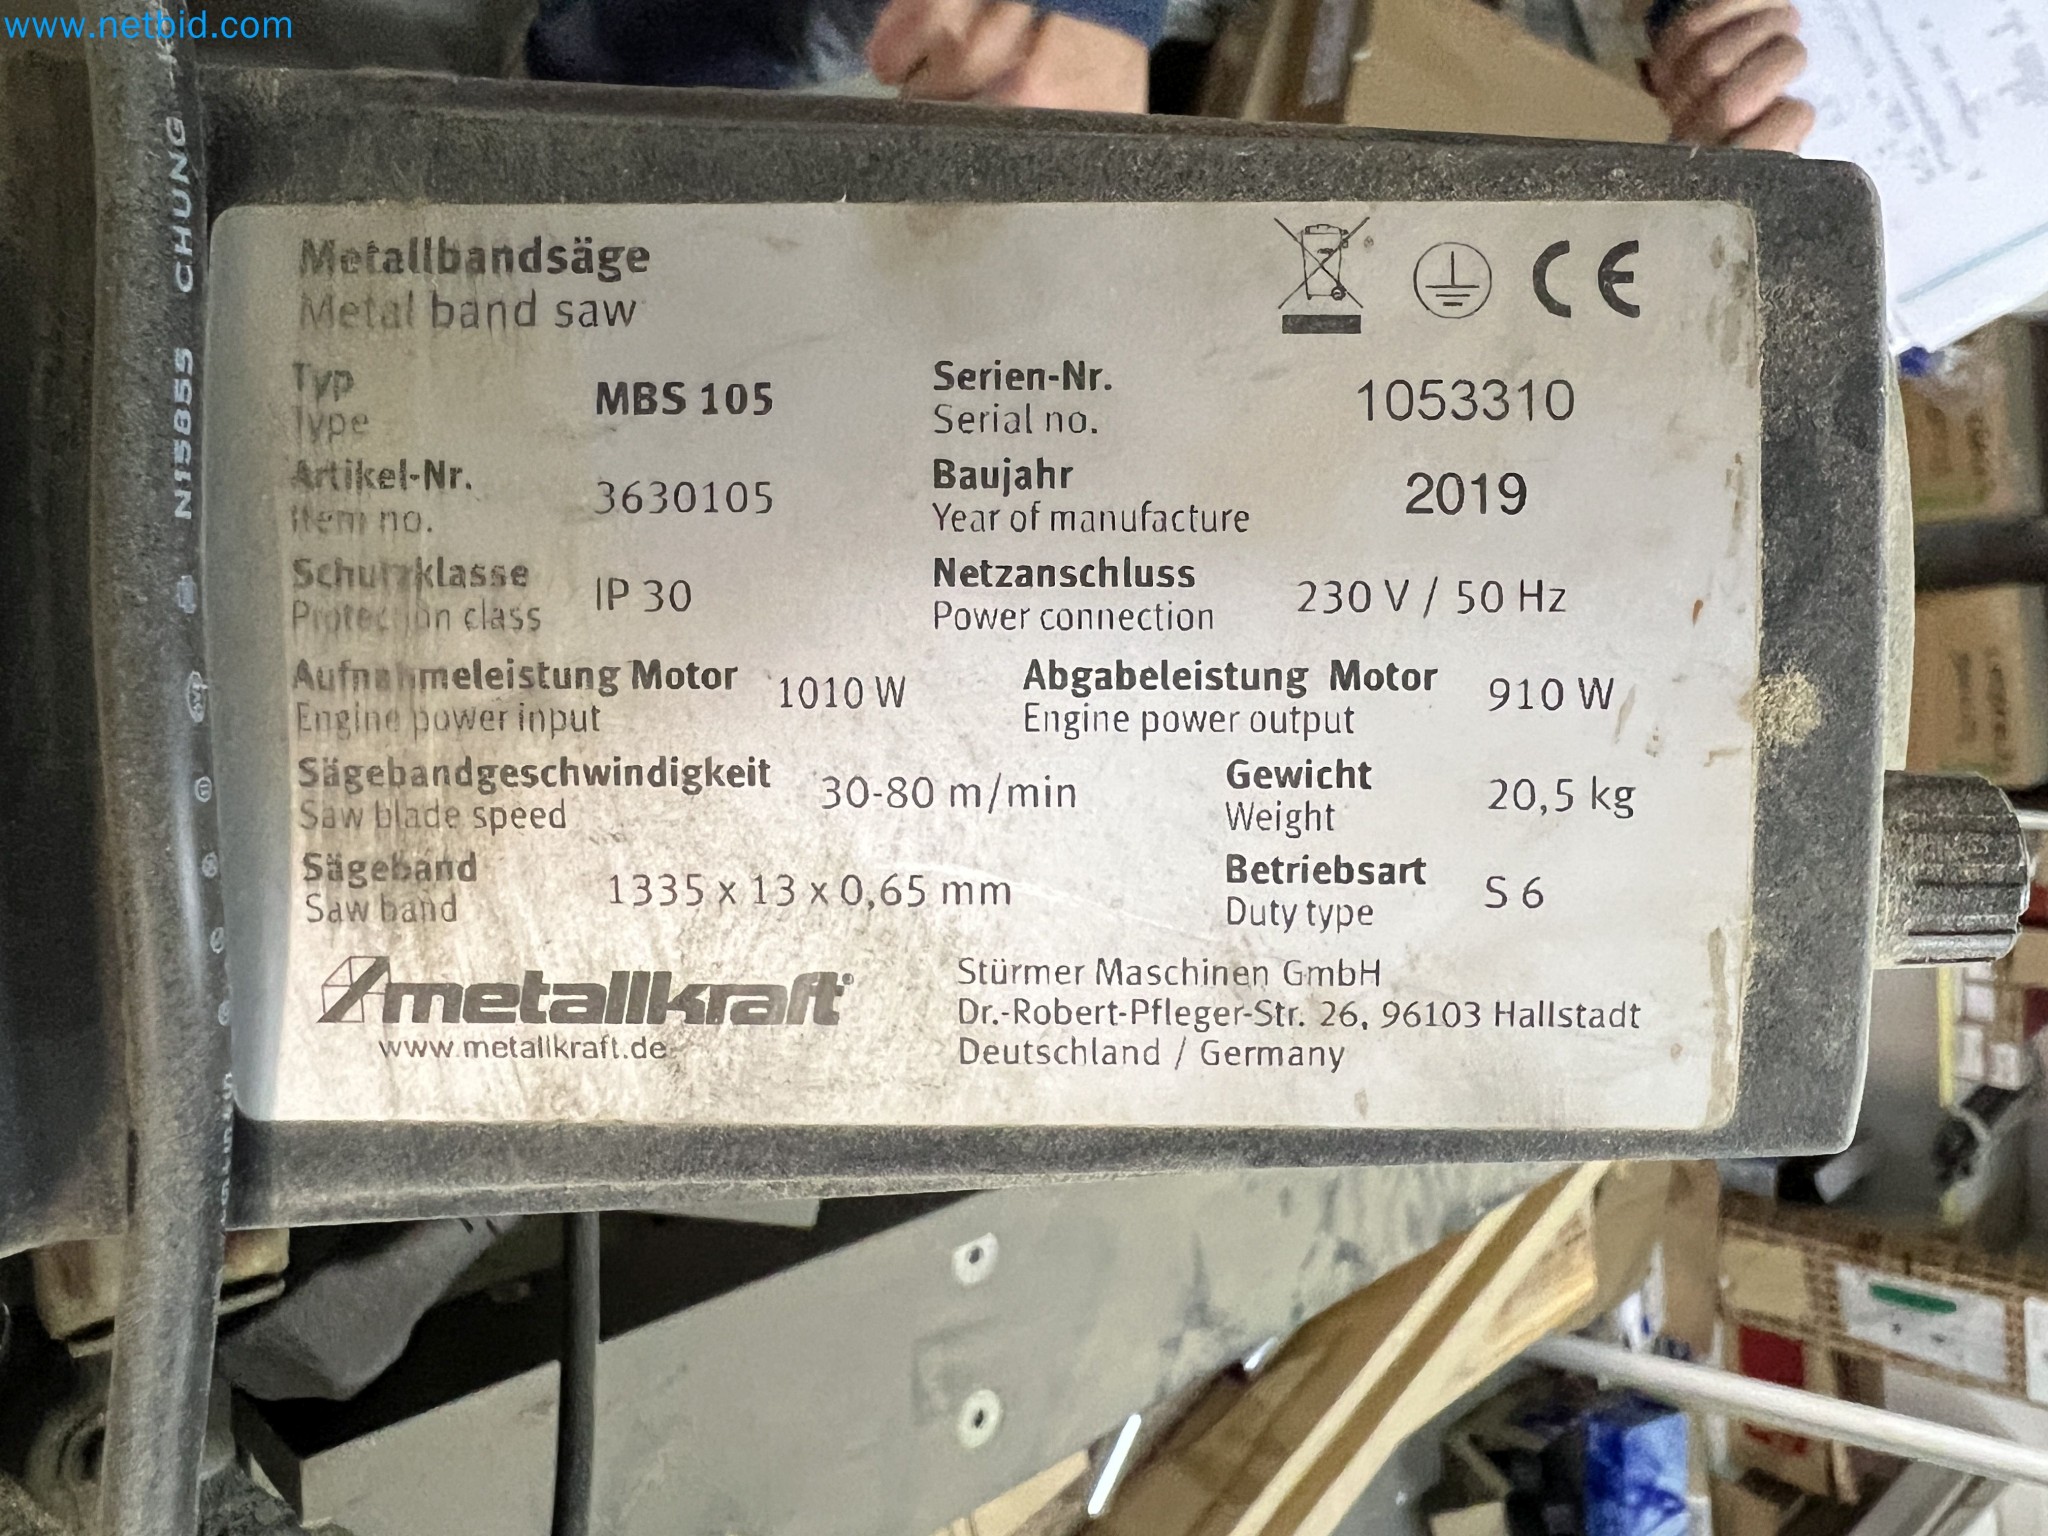 www.netbid.com
Metallbandsäge
Metal band saw
CE
Typ
Type
MBS 105
Serien-Nr.
Serial no.
1053310
Artikel-Nr.
Item no.
3630105
Baujahr
Year of manufacture
2019
Schutzklasse
Protection class
IP 30
Netzanschluss
Power connection
230 V / 50 Hz
Aufnahmeleistung Motor
Engine power input
1010 W
Abgabeleistung Motor
Engine power output
910 W
Sägebandgeschwindigkeit
Saw blade speed
30-80 m/min
Gewicht
Weight
20,5 kg
Sägeband
Saw band
1335 x 13 x 0,65 mm
Betriebsart
Duty type
S 6
metallkraft®
www.metallkraft.de
Stürmer Maschinen GmbH
Dr.-Robert-Pfleger-Str. 26, 96103 Hallstadt
Deutschland / Germany
N15855 CHUNG